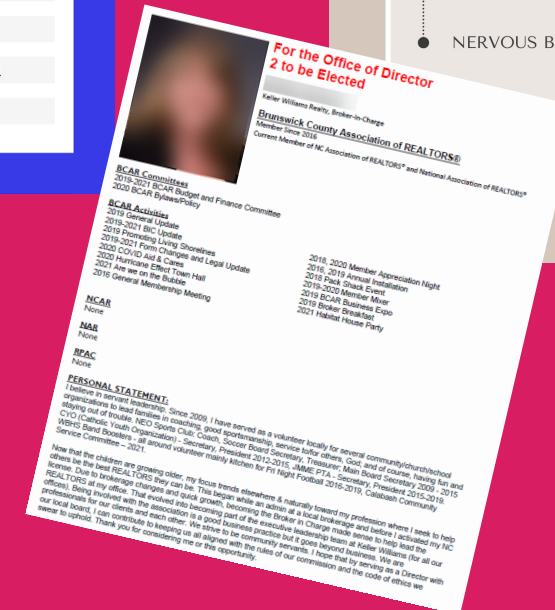 NERVOUS B
For the Office of Director
2 to be Elected
Keller Williams Realty, Broker-in-Charge
Brunswick County Association of REALTORS®
Member Since 2016
Current Member of NC Association of REALTORS® and National Association of REALTORS®
BCAR Committees
2019-2021 BCAR Budget and Finance Committee
2020 BCAR Bylaws/Policy
BCAR Activities
2019 General Update
2019-2021 BIC Update
2019 Promoting Living Shorelines
2019-2021 Form Changes and Legal Update
2020 COVID Aid & Cares
2020 Hurricane Effect Town Hall
2021 Are we on the Bubble
2016 General Membership Meeting
2018, 2020 Member Appreciation Night
2016, 2019 Annual Installation
2018 Pack Shack Event
2019-2020 Member Mixer
2019 BCAR Business Expo
2019 Broker Breakfast
2021 Habitat House Party
NCAR
None
NAR
None
RPAC
None
PERSONAL STATEMENT:
I believe in servant leadership, Since 2009, I have served as a volunteer locally for several community/church/school
organizations to lead families in coaching, good sportsmanship, service to/for others, God; and of course, having fun and
staying out of trouble. NEO Sports Club; Coach, Soccer Board Secretary, Treasurer; Main Board Secretary 2009 - 2015
CYO (Catholic Youth Organization) - Secretary, President 2012-2015, JMME PTA - Secretary, President 2015-2019.
WBHS Band Boosters - all around volunteer mainly kitchen for Fri Night Football 2016-2019, Calabash Community
Service Committee – 2021.
Now that the children are growing older, my focus trends elsewhere & naturally toward my profession where I seek to help
others be the best REALTORS they can be. This began while an admin at a local brokerage and before I activated my NC
license. Due to brokerage changes and quick growth, becoming the Broker in Charge made sense to help lead the
REALTORS at my office. That evolved into becoming part of the executive leadership team at Keller Williams (for all our
offices). Being involved with the association is a good business practice but it goes beyond business. We are
professionals for our clients and each other. We strive to be community servants. I hope that by serving as a Director with
our local board, I can contribute to keeping us all aligned with the rules of our commission and the code of ethics we
swear to uphold. Thank you for considering me or this opportunity.